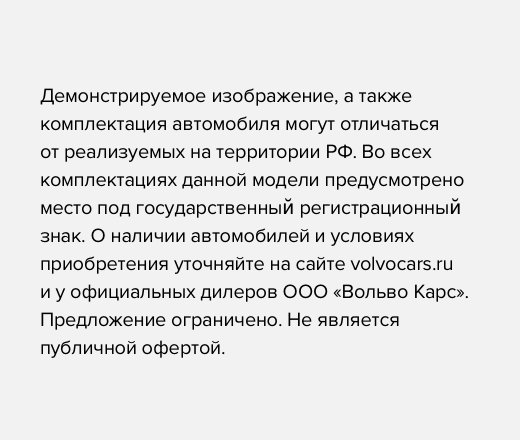 Демонстрируемое изображение, а также
комплектация автомобиля могут отличаться
от реализуемых на территории РФ. Во всех
комплектациях данной модели предусмотрено
место под государственный регистрационный
знак. О наличии автомобилей и условиях
приобретения уточняйте на сайте volvocars.ru
и у официальных дилеров ООО «Вольво Карс».
Предложение ограничено. Не является
публичной офертой.